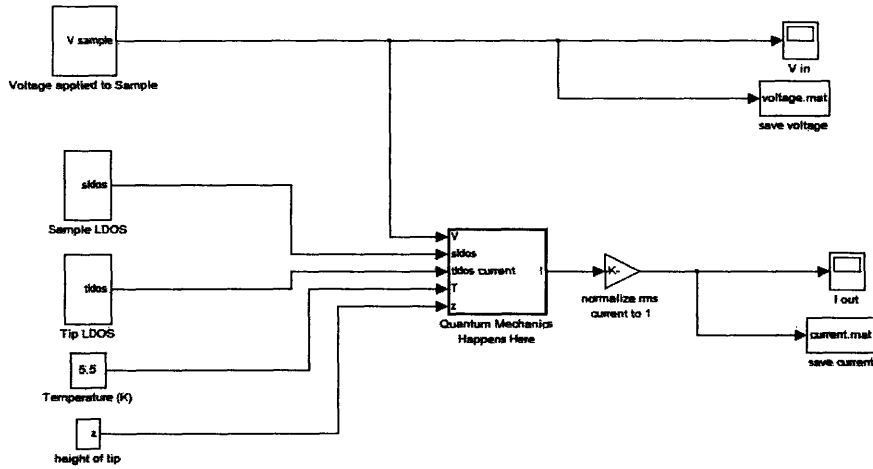 V sample
Voltage applied to Sample
V in
voltage.mat
save voltage
sldos
Sample LDOS
tldos
Tip LDOS
5.5
Temperature (K)
z
height of tip
V
sldos
tldos current
T
z
I
Quantum Mechanics
Happens Here
-K-
normalize rms
current to 1
I out
current.mat
save current